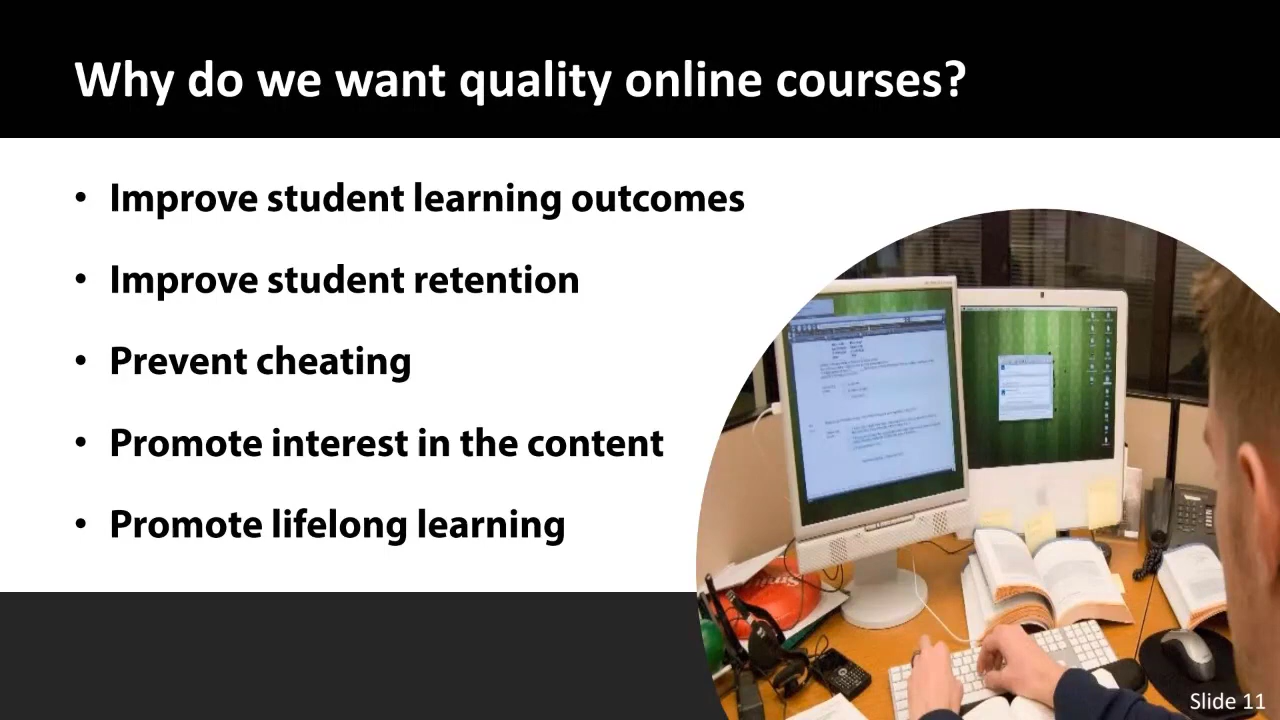 Why do we want quality online courses?
• Improve student learning outcomes
• Improve student retention
• Prevent cheating
• Promote interest in the content
• Promote lifelong learning
Slide 11